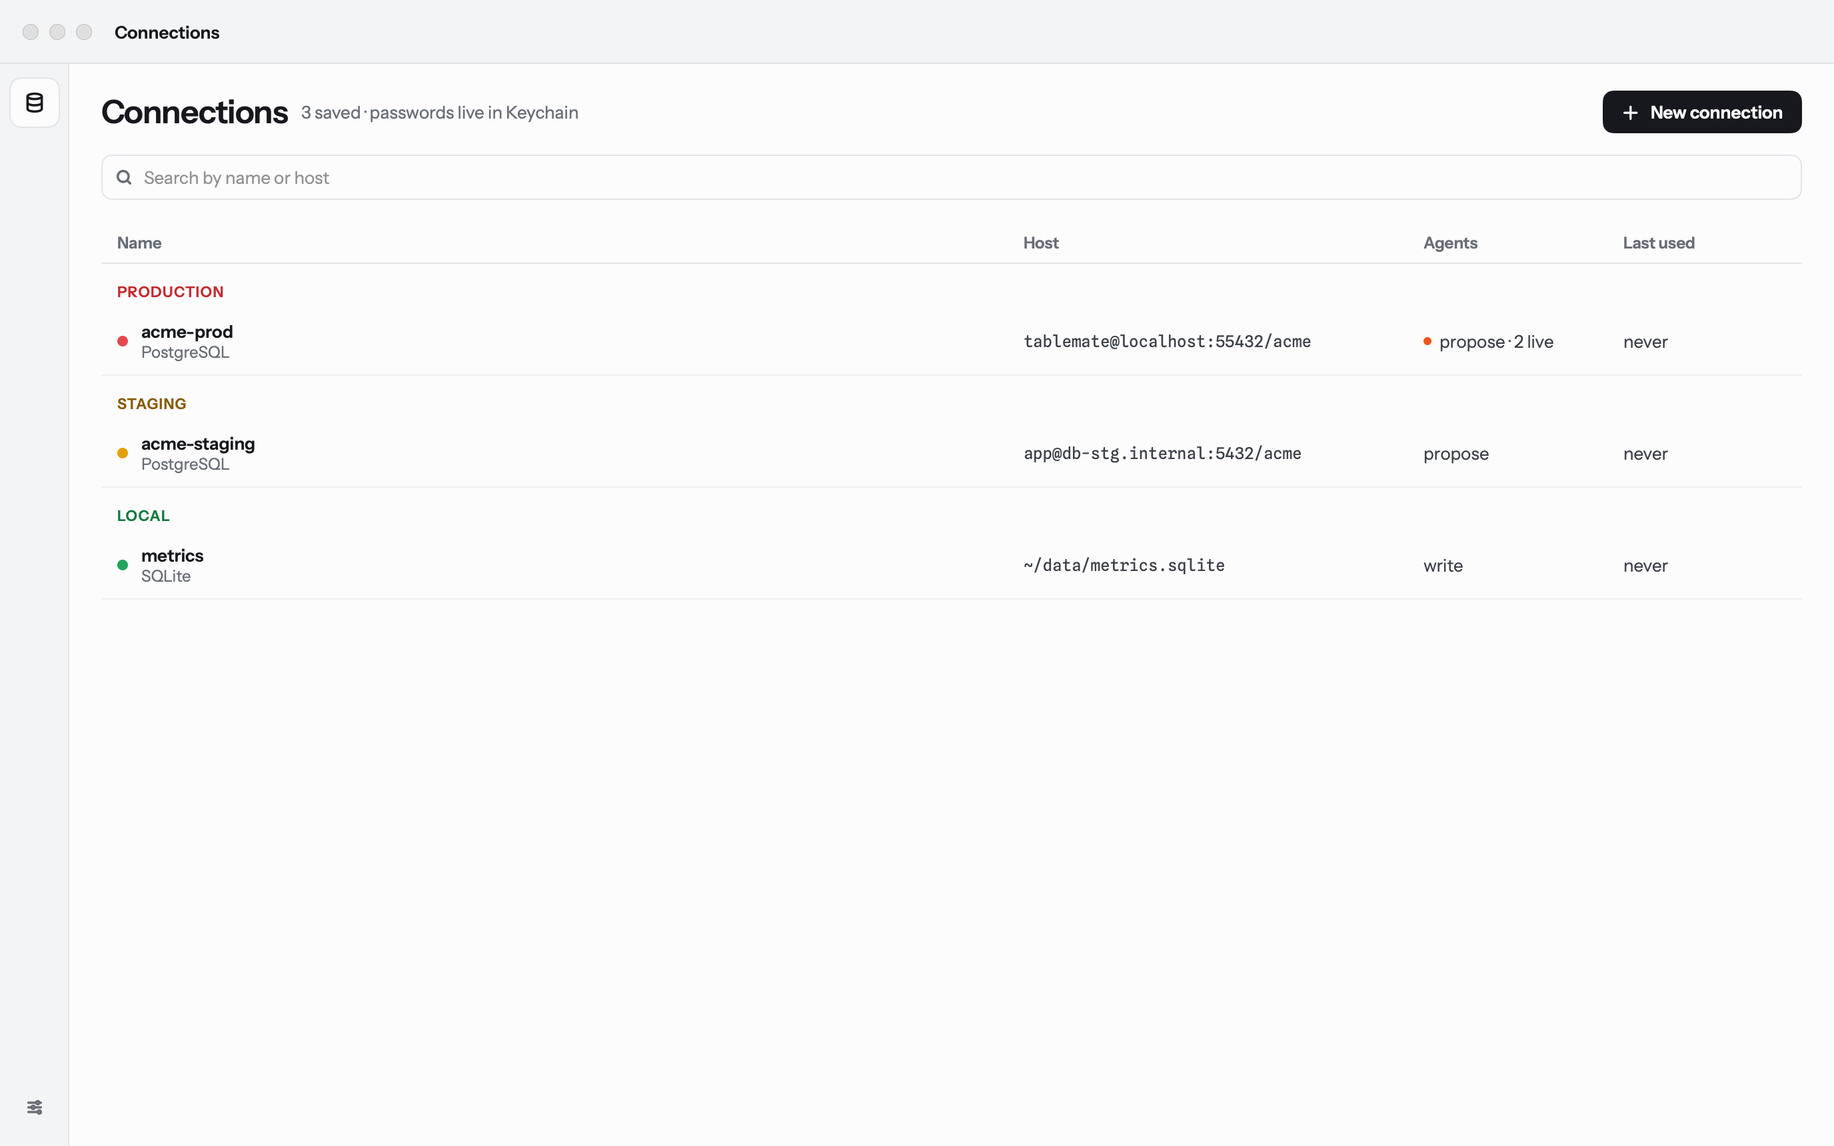 Connections
Connections 3 saved · passwords live in Keychain
New connection
Search by name or host
Name Host Agents Last used
PRODUCTION
acme-prod
PostgreSQL
tablemate@localhost:55432/acme propose · 2 live never
STAGING
acme-staging
PostgreSQL
app@db-stg.internal:5432/acme propose never
LOCAL
metrics
SQLite
~/data/metrics.sqlite write never